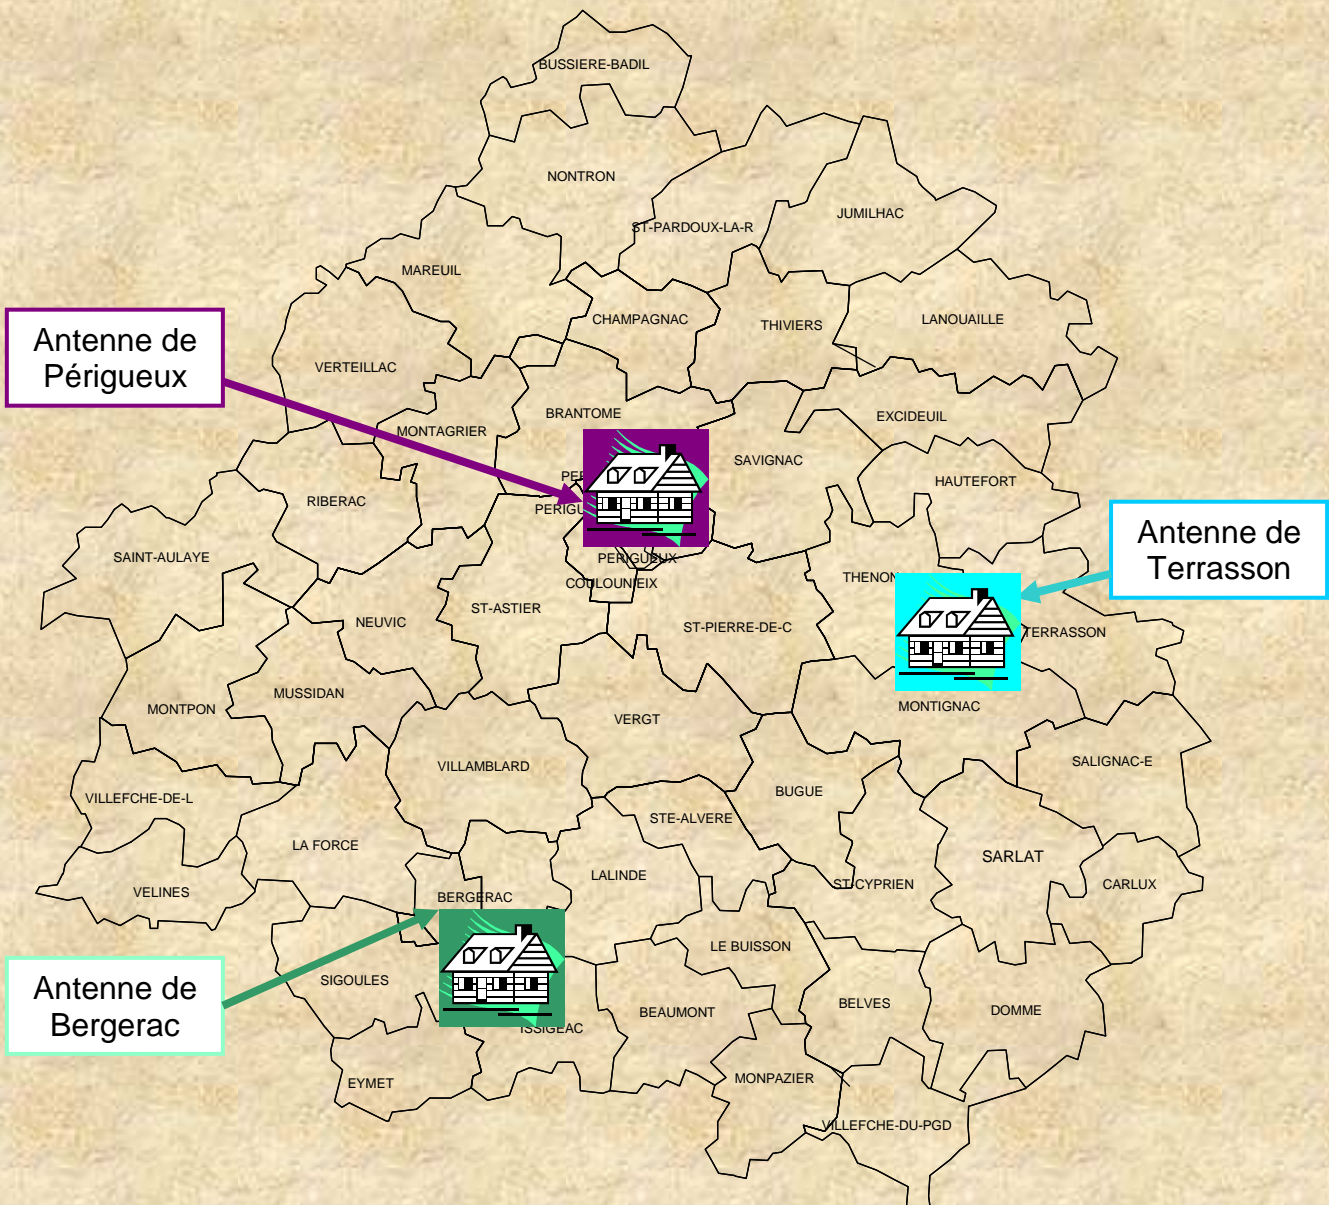 BUSSIERE-BADIL
NONTRON
JUMILHAC
ST-PARDOUX-LA-R
MAREUIL
CHAMPAGNAC
THIVIERS
LANOUAILLE
Antenne de
Périgueux
VERTEILLAC
BRANTOME
EXCIDEUIL
MONTAGRIER
SAVIGNAC
HAUTEFORT
RIBERAC
Antenne de
Terrasson
SAINT-AULAYE
PERIGUEUX
THENON
COULOUNIEIX
ST-ASTIER
NEUVIC
ST-PIERRE-DE-C
TERRASSON
MUSSIDAN
MONTPON
MONTIGNAC
VERGT
VILLAMBLARD
SALIGNAC-E
BUGUE
VILLEFCHE-DE-L
STE-ALVERE
LA FORCE
SARLAT
LALINDE
VELINES
ST-CYPRIEN
CARLUX
BERGERAC
LE BUISSON
Antenne de
Bergerac
SIGOULES
BELVES
BEAUMONT
DOMME
ISSIGEAC
EYMET
MONPAZIER
VILLEFCHE-DU-PGD